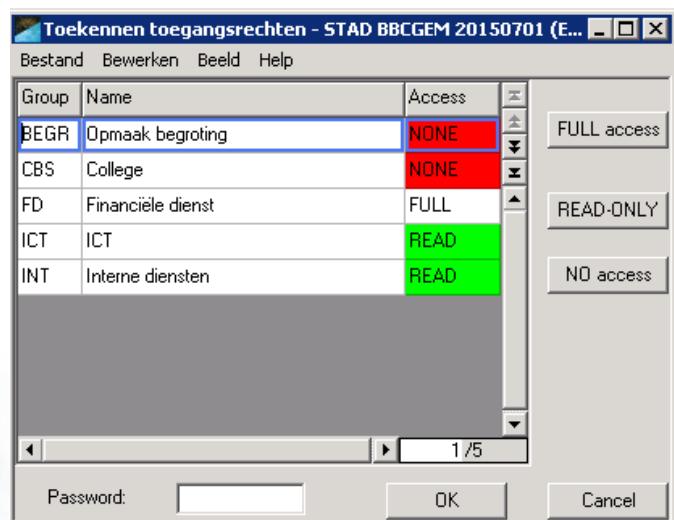 Toekennen toegangsrechten - STAD BBCGEM 20150701 (E...
Bestand Bewerken Beeld Help
Group Name Access
BEGR Opmaak begroting NONE
FULL access
CBS College NONE
FD Financiële dienst FULL
READ-ONLY
ICT ICT READ
INT Interne diensten READ
NO access
1/5
Password: OK Cancel